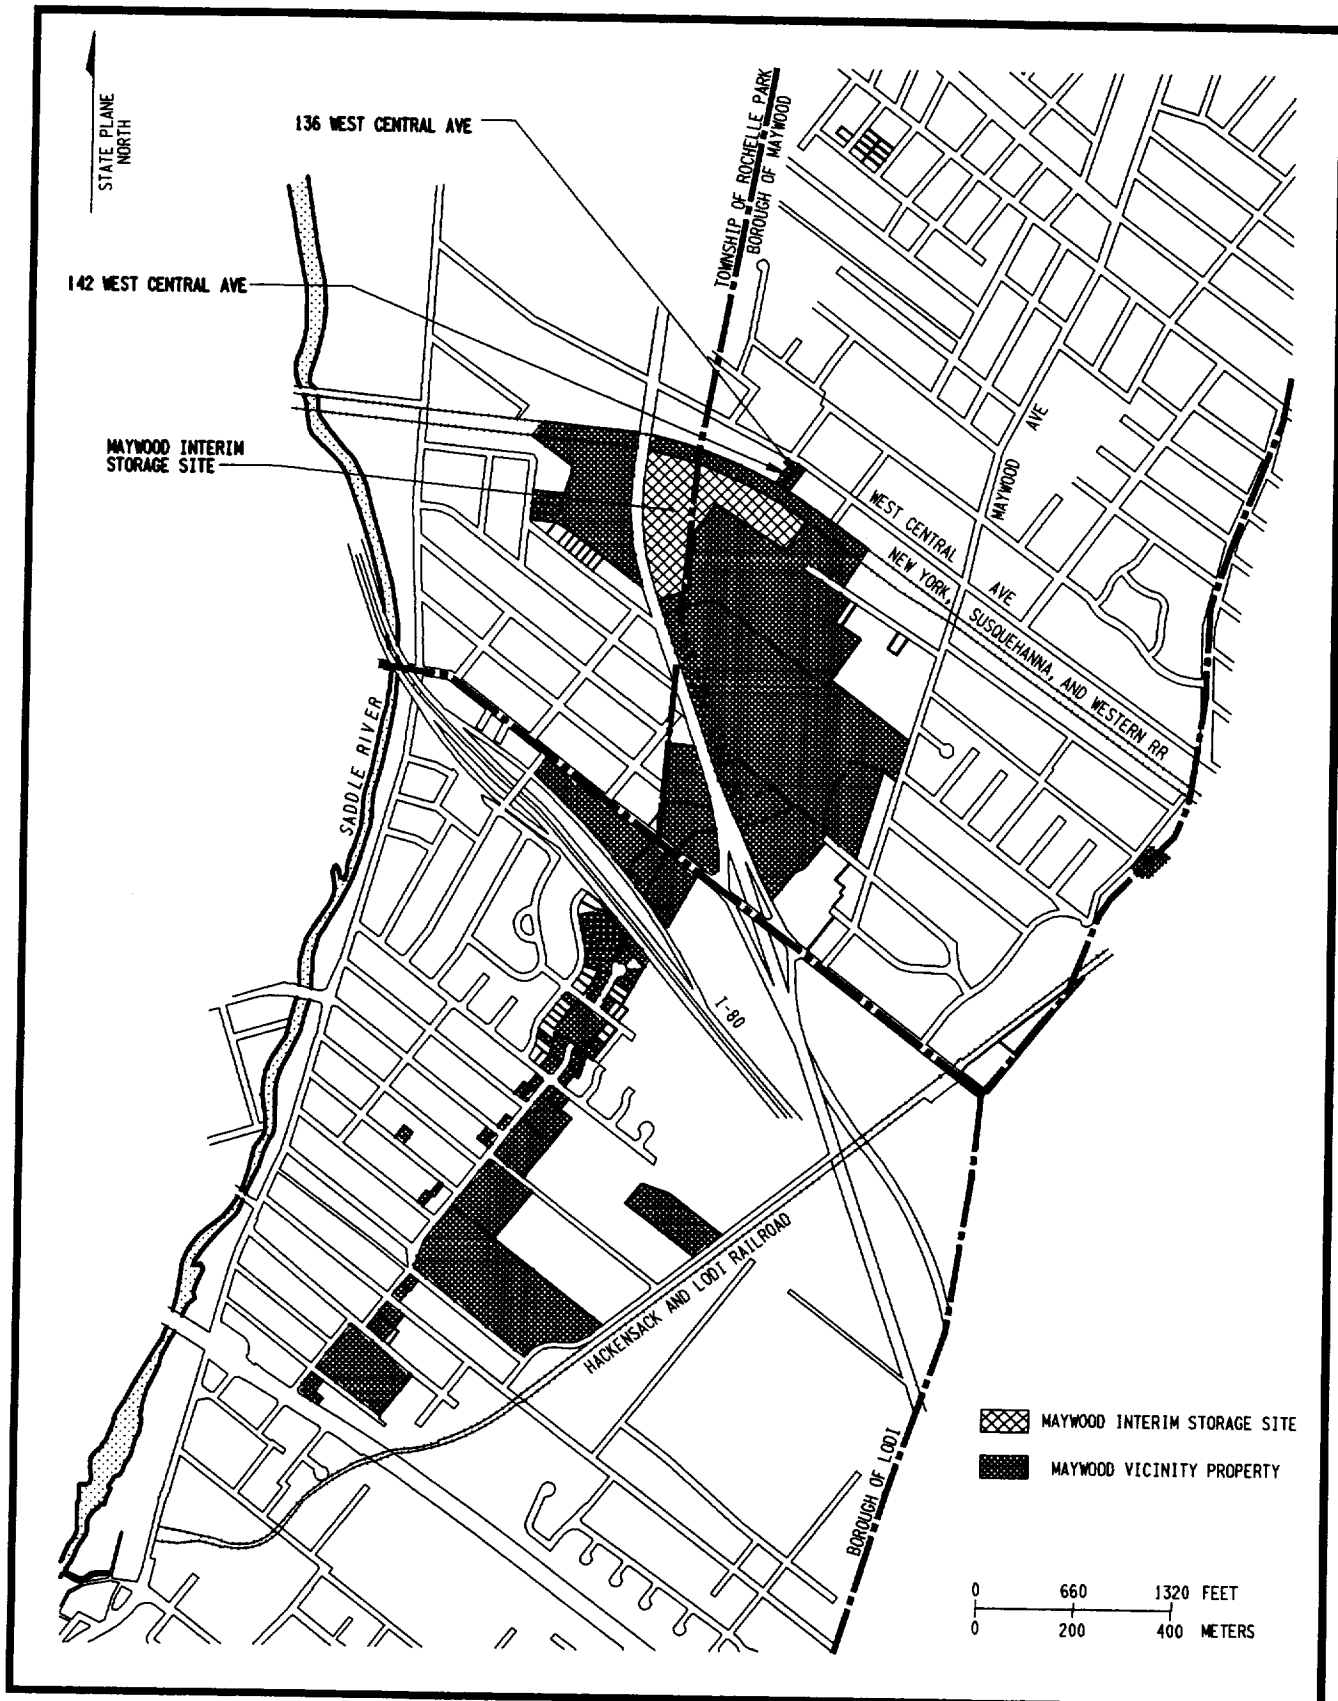 STATE PLANE
NORTH
136 WEST CENTRAL AVE
TOWNSHIP OF ROCHELLE PARK
BOROUGH OF MAYWOOD
142 WEST CENTRAL AVE
MAYWOOD INTERIM
STORAGE SITE
MAYWOOD AVE
WEST CENTRAL AVE
NEW YORK, SUSQUEHANNA, AND WESTERN RR
SADDLE RIVER
I-80
HACKENSACK AND LODI RAILROAD
BOROUGH OF LODI
MAYWOOD INTERIM STORAGE SITE
MAYWOOD VICINITY PROPERTY
0 660 1320 FEET
0 200 400 METERS